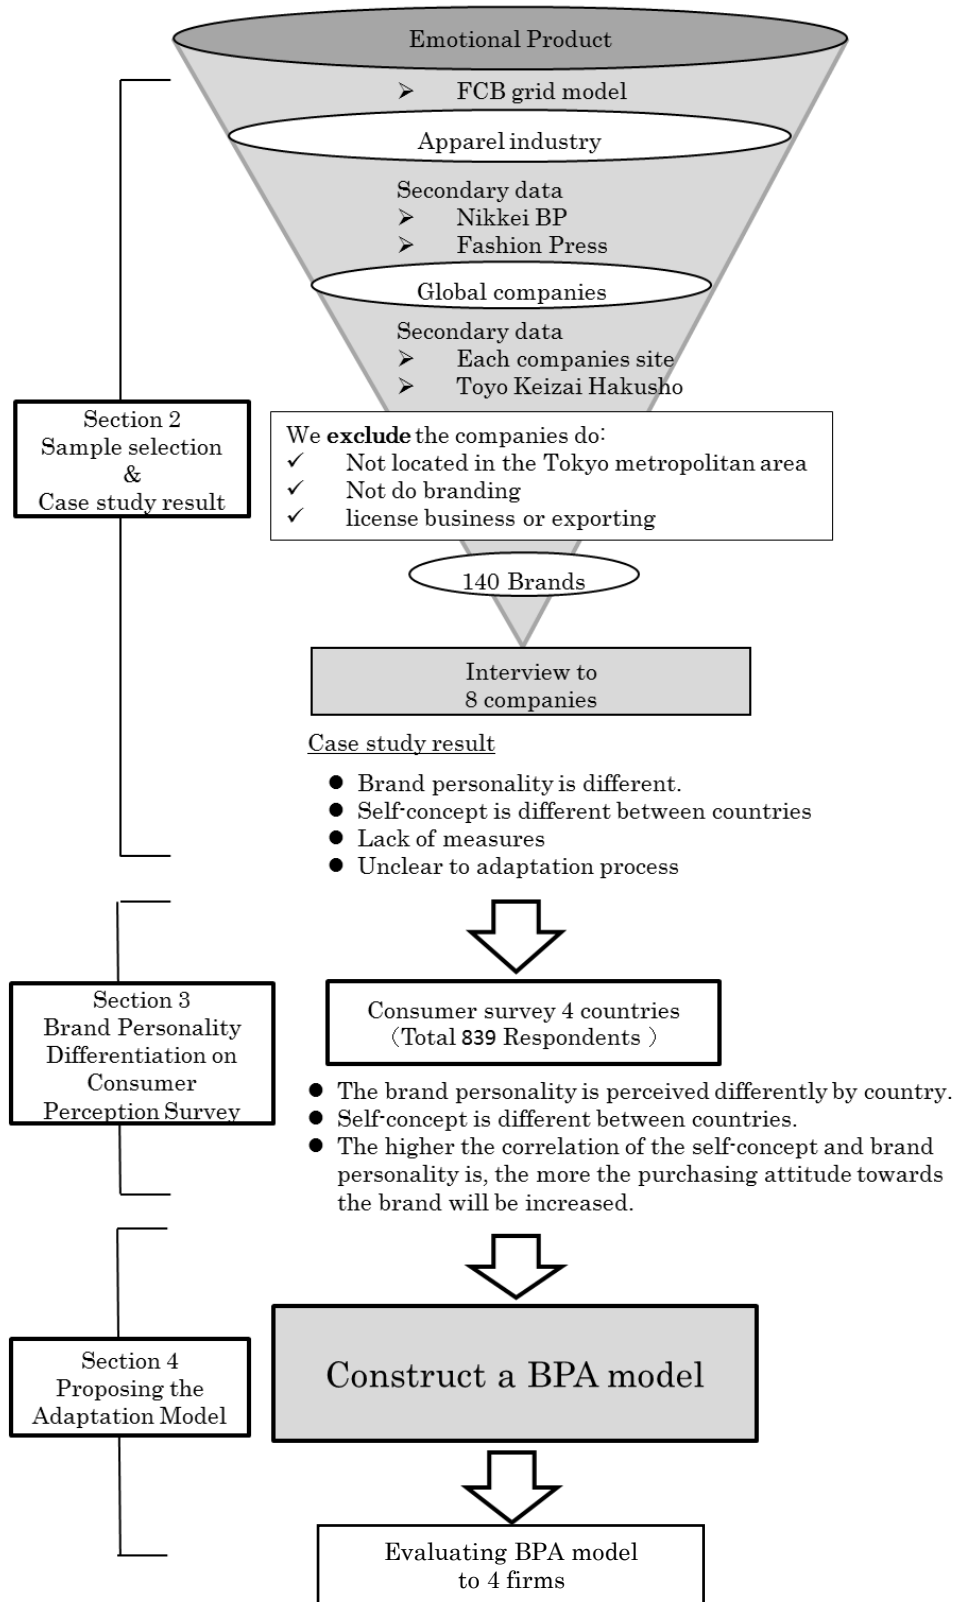 Emotional Product
➢ FCB grid model
Apparel industry
Secondary data
➢ Nikkei BP
➢ Fashion Press
Global companies
Secondary data
➢ Each companies site
➢ Toyo Keizai Hakusho
Section 2
Sample selection
&
Case study result
We exclude the companies do:
✓ Not located in the Tokyo metropolitan area
✓ Not do branding
✓ license business or exporting
140 Brands
Interview to
8 companies
Case study result
● Brand personality is different.
● Self-concept is different between countries
● Lack of measures
● Unclear to adaptation process
Section 3
Brand Personality
Differentiation on
Consumer
Perception Survey
Consumer survey 4 countries
（Total 839 Respondents ）
● The brand personality is perceived differently by country.
● Self-concept is different between countries.
● The higher the correlation of the self-concept and brand
personality is, the more the purchasing attitude towards
the brand will be increased.
Section 4
Proposing the
Adaptation Model
Construct a BPA model
Evaluating BPA model
to 4 firms